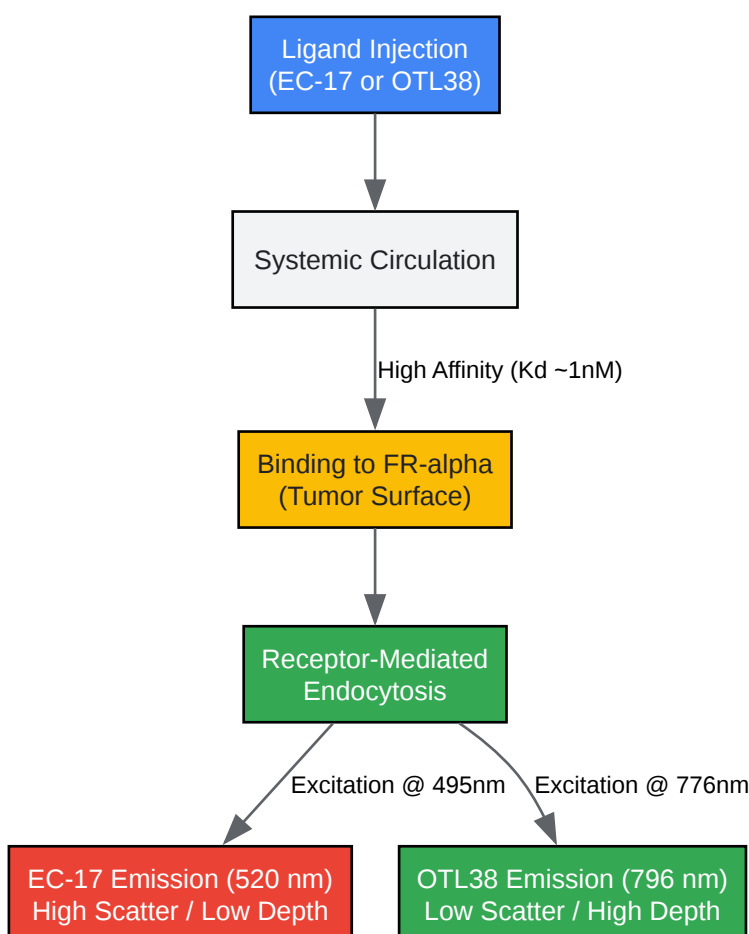 Ligand Injection
(EC-17 or OTL38)
Systemic Circulation
High Affinity (Kd ~1nM)
Binding to FR-alpha
(Tumor Surface)
Receptor-Mediated
Endocytosis
Excitation @ 495nm
Excitation @ 776nm
EC-17 Emission (520 nm)
High Scatter / Low Depth
OTL38 Emission (796 nm)
Low Scatter / High Depth